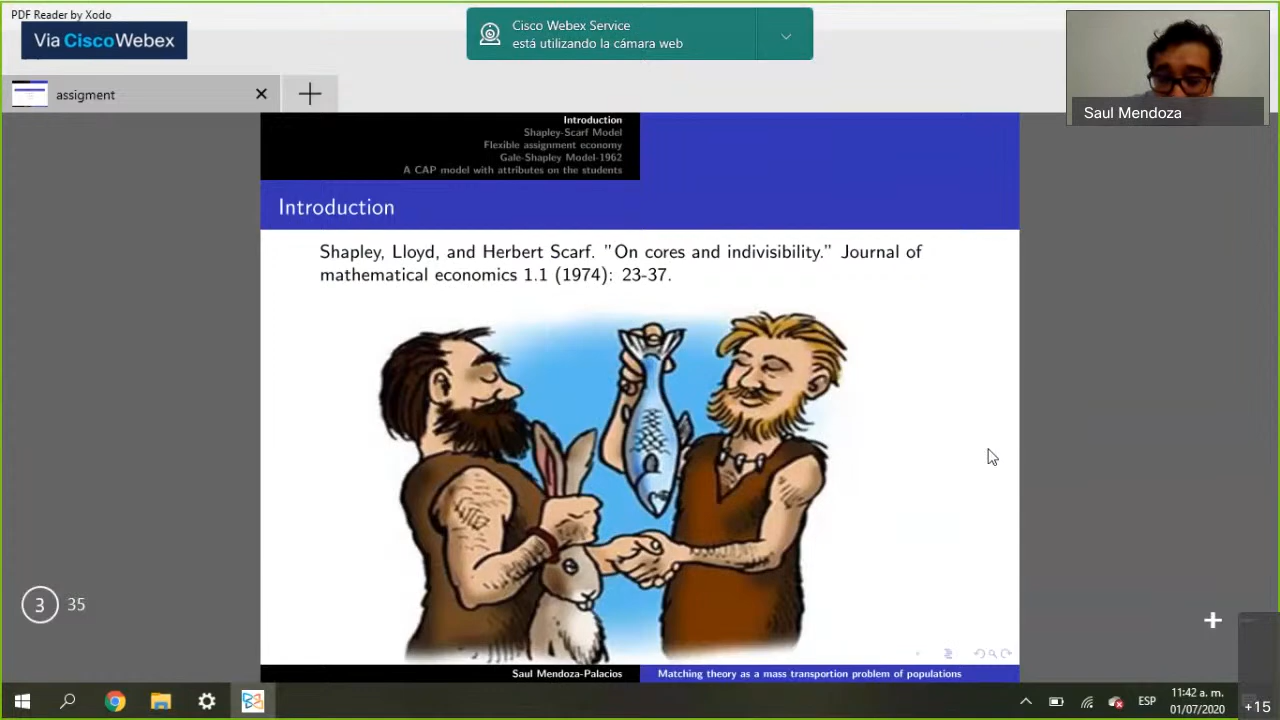 PDF Reader by Xodo
Via Cisco Webex
Cisco Webex Service
está utilizando la cámara web
Saul Mendoza
assigment
Introduction
Shapley-Scarf Model
Flexible assignment economy
Gale-Shapley Model-1962
A CAP model with attributes on the students
Introduction
Shapley, Lloyd, and Herbert Scarf. "On cores and indivisibility." Journal of
mathematical economics 1.1 (1974): 23-37.
3 35
Saul Mendoza-Palacios
Matching theory as a mass transportion problem of populations
ESP
11:42 a. m.
01/07/2020
+15